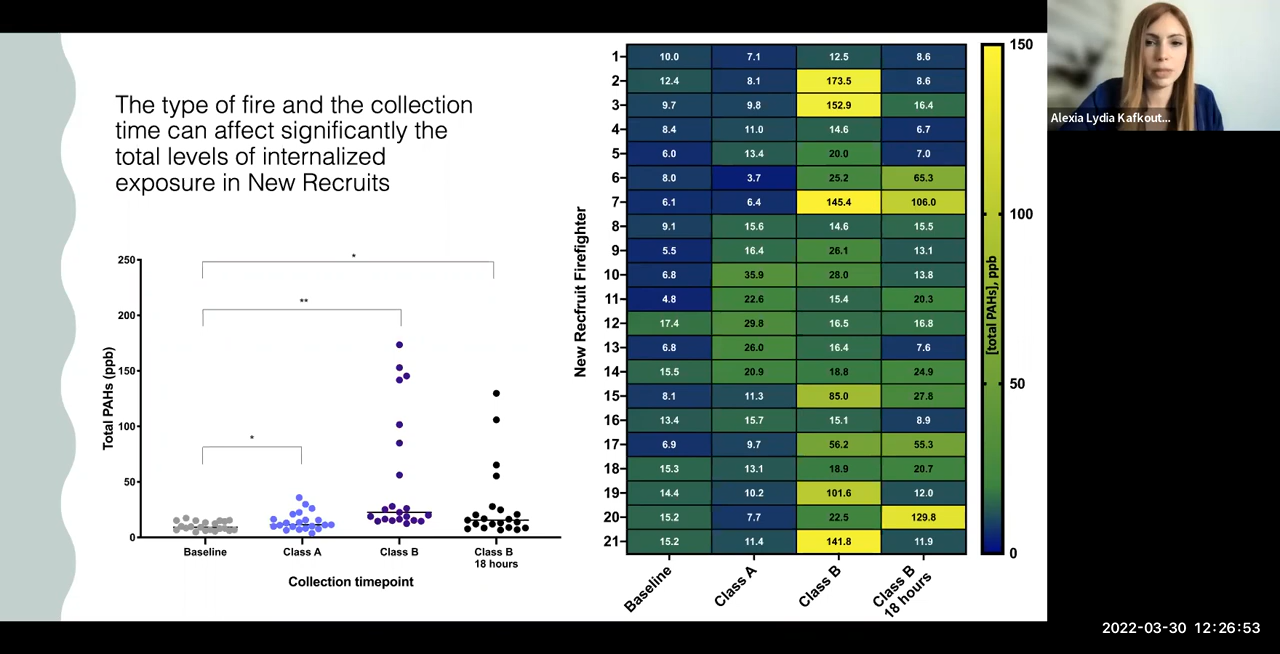 The type of fire and the collection
time can affect significantly the
total levels of internalized
exposure in New Recruits
250
200
150
100
50
0
*
**
*
Total PAHs (ppb)
Baseline
Class A
Class B
Class B
18 hours
Collection timepoint
New Recfruit Firefighter
1 10.0 7.1 12.5 8.6
2 12.4 8.1 173.5 8.6
3 9.7 9.8 152.9 16.4
4 8.4 11.0 14.6 6.7
5 6.0 13.4 20.0 7.0
6 8.0 3.7 25.2 65.3
7 6.1 6.4 145.4 106.0
8 9.1 15.6 14.6 15.5
9 5.5 16.4 26.1 13.1
10 6.8 35.9 28.0 13.8
11 4.8 22.6 15.4 20.3
12 17.4 29.8 16.5 16.8
13 6.8 26.0 16.4 7.6
14 15.5 20.9 18.8 24.9
15 8.1 11.3 85.0 27.8
16 13.4 15.7 15.1 8.9
17 6.9 9.7 56.2 55.3
18 15.3 13.1 18.9 20.7
19 14.4 10.2 101.6 12.0
20 15.2 7.7 22.5 129.8
21 15.2 11.4 141.8 11.9
Baseline
Class A
Class B
Class B
18 hours
150
100
50
0
[total PAHs], ppb
Alexia Lydia Kafkout...
2022-03-30 12:26:53